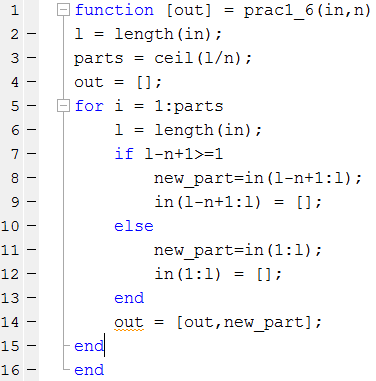 1 function [out] = prac1_6(in,n)
2 - l = length(in);
3 - parts = ceil(l/n);
4 - out = [];
5 - for i = 1:parts
6 - l = length(in);
7 - if l-n+1>=1
8 - new_part=in(l-n+1:l);
9 - in(l-n+1:l) = [];
10 - else
11 - new_part=in(1:l);
12 - in(1:l) = [];
13 - end
14 - out = [out,new_part];
15 - end
16 - end